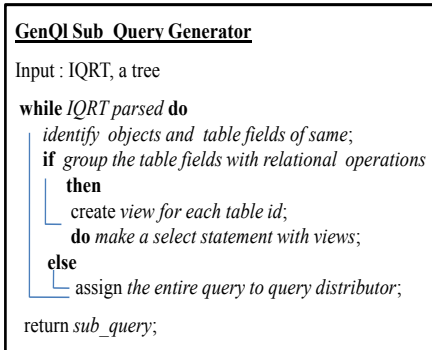 GenQl Sub Query Generator
Input : IQRT, a tree
while IQRT parsed do
identify objects and table fields of same;
if group the table fields with relational operations
then
create view for each table id;
do make a select statement with views;
else
assign the entire query to query distributor;
return sub_query;